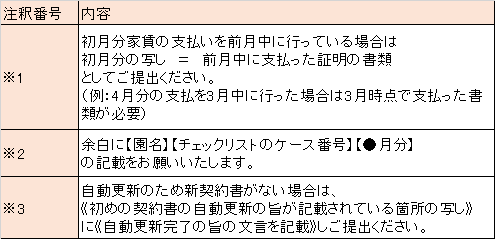 注釈番号 内容
※1
初月分家賃の支払いを前月中に行っている場合は
初月分の写し ＝ 前月中に支払った証明の書類
としてご提出ください。
（例：4月分の支払を3月中に行った場合は3月時点で支払った書
類が必要）
※2
余白に【園名】【チェックリストのケース番号】【●月分】
の記載をお願いいたします。
※3
自動更新のため新契約書がない場合は、
《初めの契約書の自動更新の旨が記載されている箇所の写し》
に《自動更新完了の旨の文言を記載》しご提出ください。